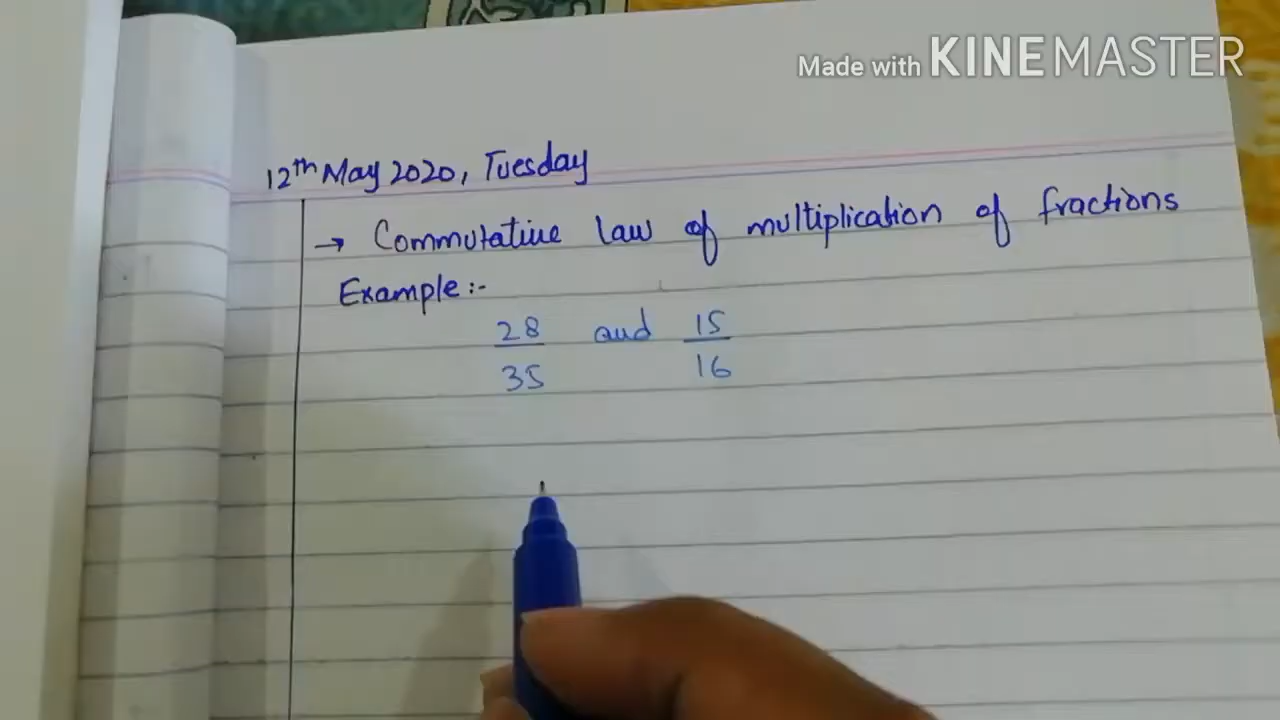 Made with KINEMASTER
12th May 2020, Tuesday
→ Commutative law of multiplication of fractions
Example:-
28 and 15
35 16